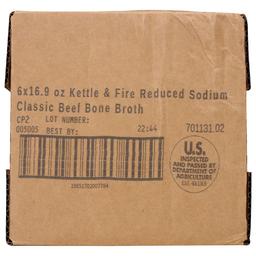 6x16.9 oz Kettle & Fire Reduced Sodium
Classic Beef Bone Broth
CP2 LOT NUMBER:
005005 BEST BY: 22:44 701131.02
U.S.
INSPECTED
AND PASSED BY
DEPARTMENT OF
AGRICULTURE